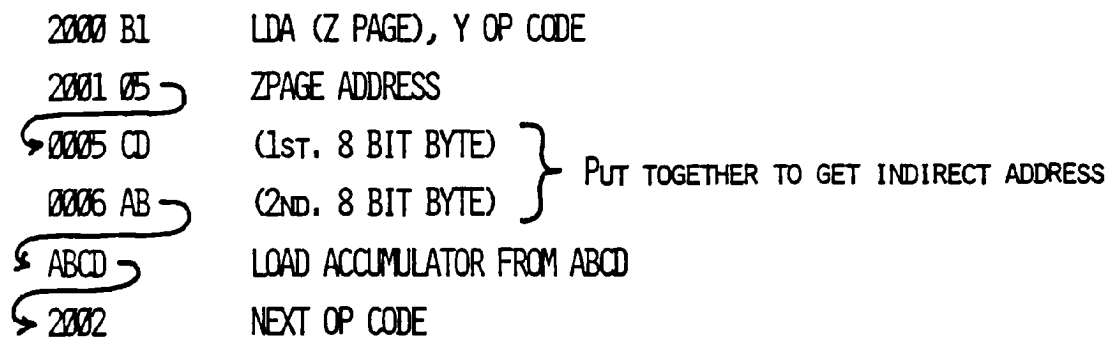 2000 B1 LDA (Z PAGE), Y OP CODE
2001 05 ZPAGE ADDRESS
0005 CD (1ST. 8 BIT BYTE)
PUT TOGETHER TO GET INDIRECT ADDRESS
0006 AB (2ND. 8 BIT BYTE)
ABCD LOAD ACCUMULATOR FROM ABCD
2002 NEXT OP CODE